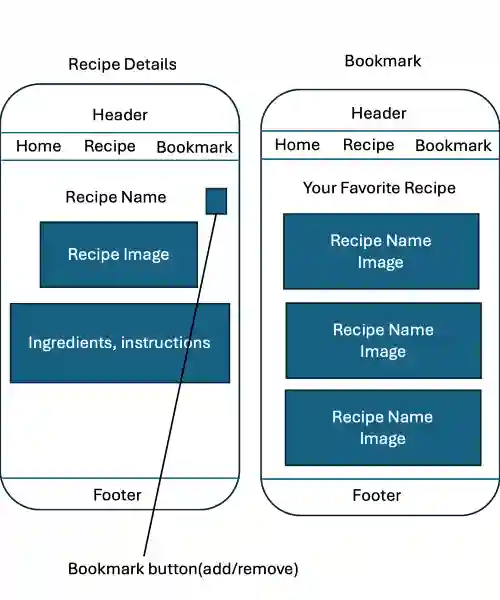 Recipe Details
Header
Home Recipe Bookmark
Recipe Name
Recipe Image
Ingredients, instructions
Footer
Bookmark button(add/remove)
Bookmark
Header
Home Recipe Bookmark
Your Favorite Recipe
Recipe Name
Image
Recipe Name
Image
Recipe Name
Image
Footer